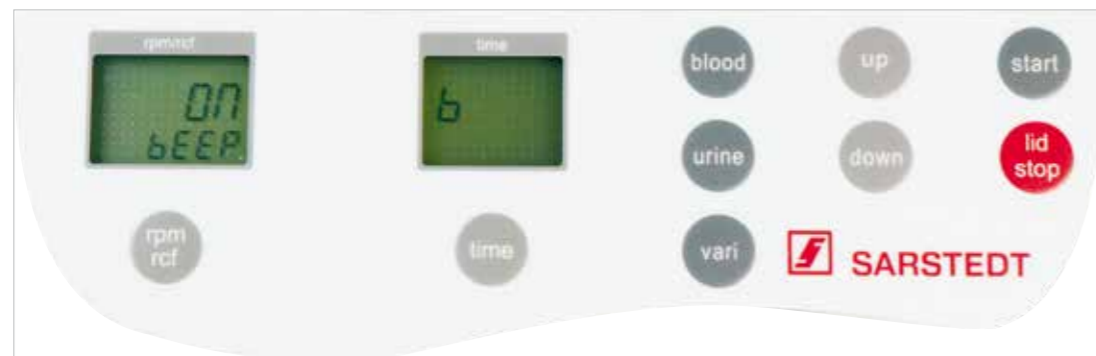 rpm/rcf
ON
bEEP
time
b
rpm
rcf
time
blood
urine
vari
up
down
start
lid
stop
SARSTEDT